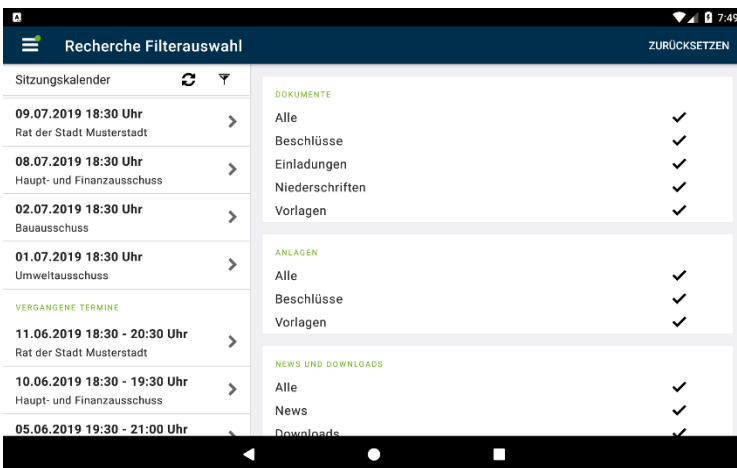 7:49
Recherche Filterauswahl
ZURÜCKSETZEN
Sitzungskalender
09.07.2019 18:30 Uhr
Rat der Stadt Musterstadt
08.07.2019 18:30 Uhr
Haupt- und Finanzausschuss
02.07.2019 18:30 Uhr
Bauausschuss
01.07.2019 18:30 Uhr
Umweltausschuss
VERGANGENE TERMINE
11.06.2019 18:30 - 20:30 Uhr
Rat der Stadt Musterstadt
10.06.2019 18:30 - 19:30 Uhr
Haupt- und Finanzausschuss
05.06.2019 19:30 - 21:00 Uhr
DOKUMENTE
Alle
Beschlüsse
Einladungen
Niederschriften
Vorlagen
ANLAGEN
Alle
Beschlüsse
Vorlagen
NEWS UND DOWNLOADS
Alle
News
Downloads